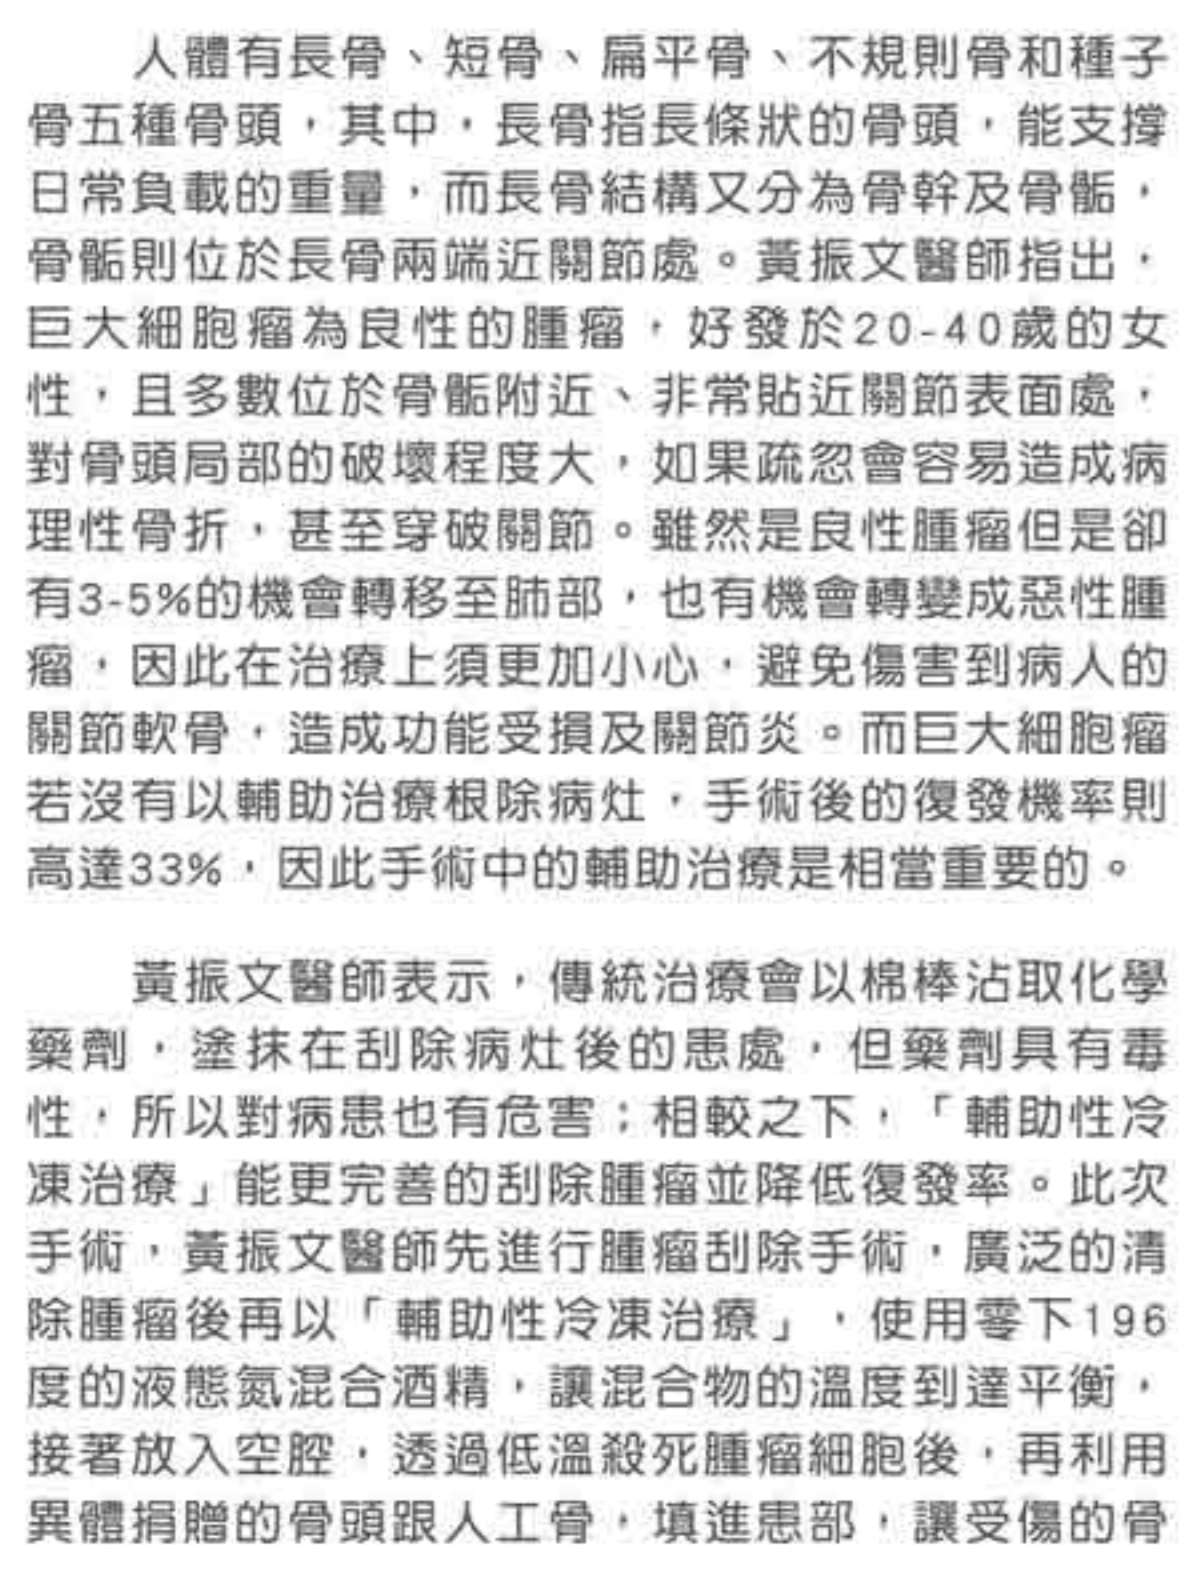 人體有長骨、短骨、扁平骨、不規則骨和種子
骨五種骨頭，其中，長骨指長條狀的骨頭，能支撐
日常負載的重量，而長骨結構又分為骨幹及骨骺，
骨骺則位於長骨兩端近關節處。黃振文醫師指出，
巨大細胞瘤為良性的腫瘤，好發於20-40歲的女
性，且多數位於骨骺附近、非常貼近關節表面處，
對骨頭局部的破壞程度大，如果疏忽會容易造成病
理性骨折，甚至穿破關節。雖然是良性腫瘤但是卻
有3-5%的機會轉移至肺部，也有機會轉變成惡性腫
瘤，因此在治療上須更加小心，避免傷害到病人的
關節軟骨，造成功能受損及關節炎。而巨大細胞瘤
若沒有以輔助治療根除病灶，手術後的復發機率則
高達33%，因此手術中的輔助治療是相當重要的。
黃振文醫師表示，傳統治療會以棉棒沾取化學
藥劑，塗抹在刮除病灶後的患處，但藥劑具有毒
性，所以對病患也有危害；相較之下，「輔助性冷
凍治療」能更完善的刮除腫瘤並降低復發率。此次
手術，黃振文醫師先進行腫瘤刮除手術，廣泛的清
除腫瘤後再以「輔助性冷凍治療」，使用零下196
度的液態氮混合酒精，讓混合物的溫度到達平衡，
接著放入空腔，透過低溫殺死腫瘤細胞後，再利用
異體捐贈的骨頭跟人工骨，填進患部，讓受傷的骨